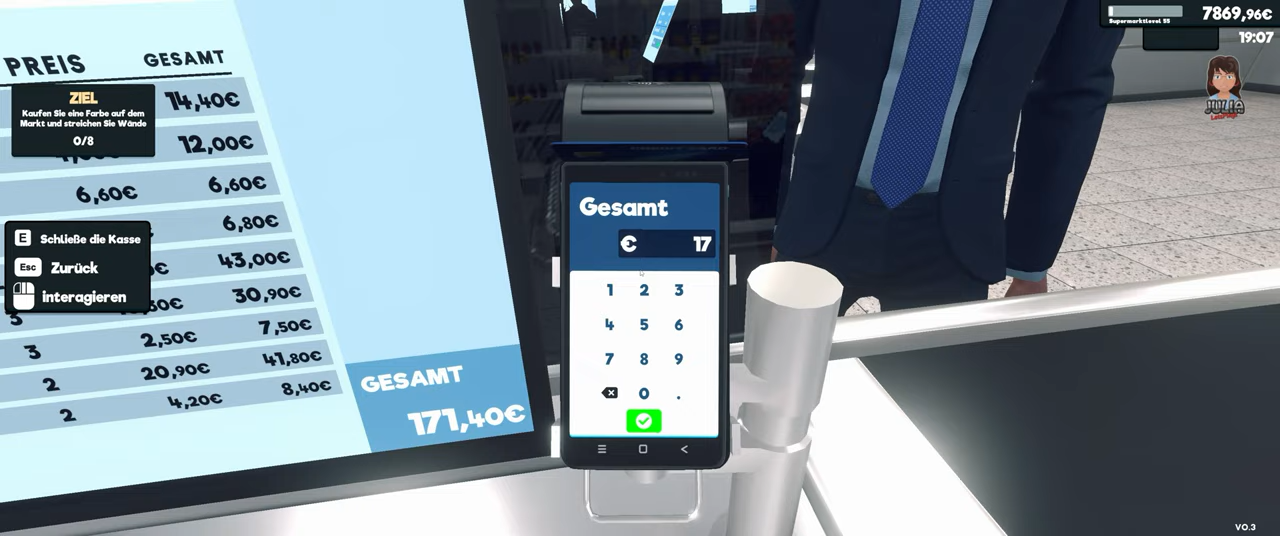 7869,96€
Supermarktlevel 55
19:07
JULIA
PREIS GESAMT
14,40€
ZIEL
Kaufen Sie eine Farbe auf dem
Markt und streichen Sie Wände
0/8
12,00€
6,60€ 6,60€
6,80€
E Schließe die Kasse
43,00€
Esc Zurück
30,90€
interagieren
3 2,50€ 7,50€
2 20,90€ 41,80€
2 4,20€ 8,40€
GESAMT
171,40€
Gesamt
€ 17
1 2 3
4 5 6
7 8 9
0 .
V0.3